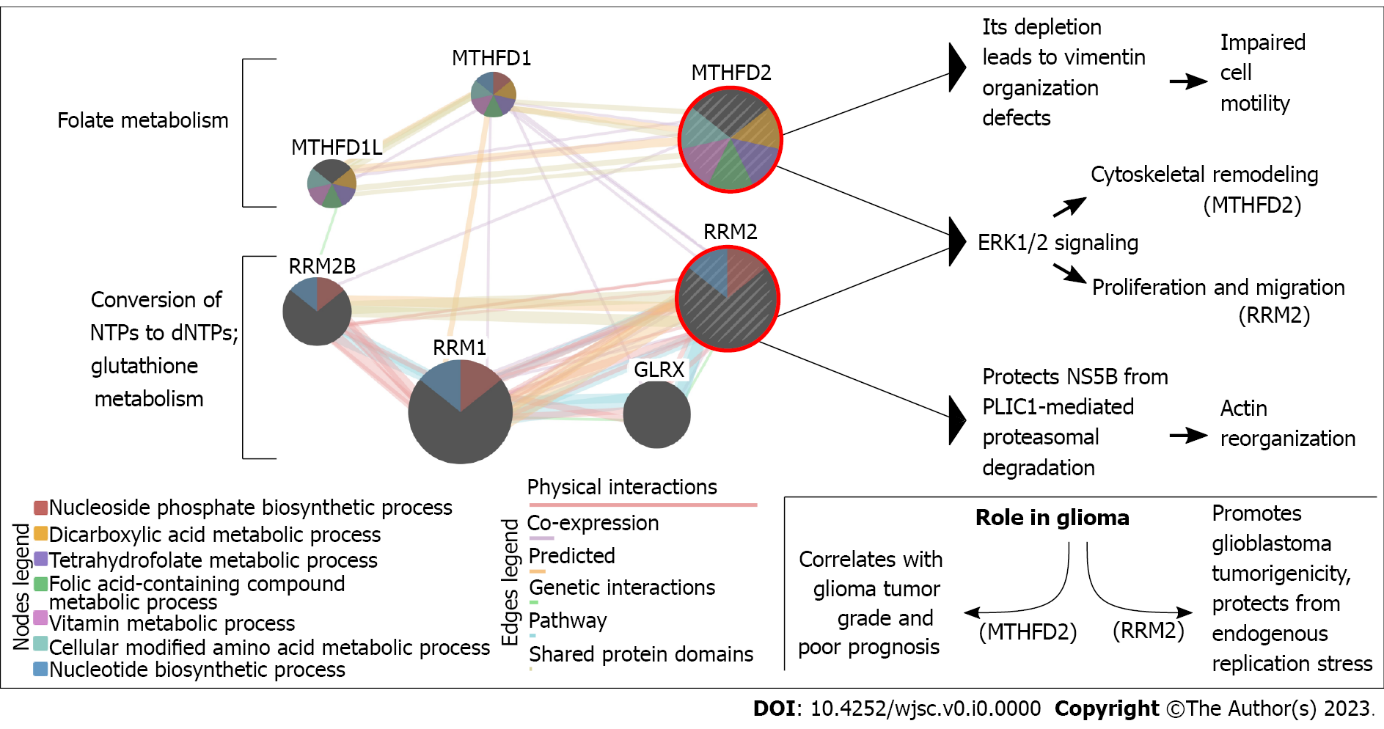 Folate metabolism
MTHFD1
MTHFD1L
MTHFD2
Conversion of
NTPs to dNTPs;
glutathione
metabolism
RRM2B
RRM1
GLRX
RRM2
Its depletion
leads to vimentin
organization
defects
Impaired
cell
motility
ERK1/2 signaling
Cytoskeletal remodeling
(MTHFD2)
Proliferation and migration
(RRM2)
Protects NS5B from
PLIC1-mediated
proteasomal
degradation
Actin
reorganization
Nodes legend
Nucleoside phosphate biosynthetic process
Dicarboxylic acid metabolic process
Tetrahydrofolate metabolic process
Folic acid-containing compound
metabolic process
Vitamin metabolic process
Cellular modified amino acid metabolic process
Nucleotide biosynthetic process
Edges legend
Physical interactions
Co-expression
Predicted
Genetic interactions
Pathway
Shared protein domains
Role in glioma
Correlates with
glioma tumor
grade and
poor prognosis
(MTHFD2)
(RRM2)
Promotes
glioblastoma
tumorigenicity,
protects from
endogenous
replication stress
DOI: 10.4252/wjsc.v0.i0.0000 Copyright ©The Author(s) 2023.